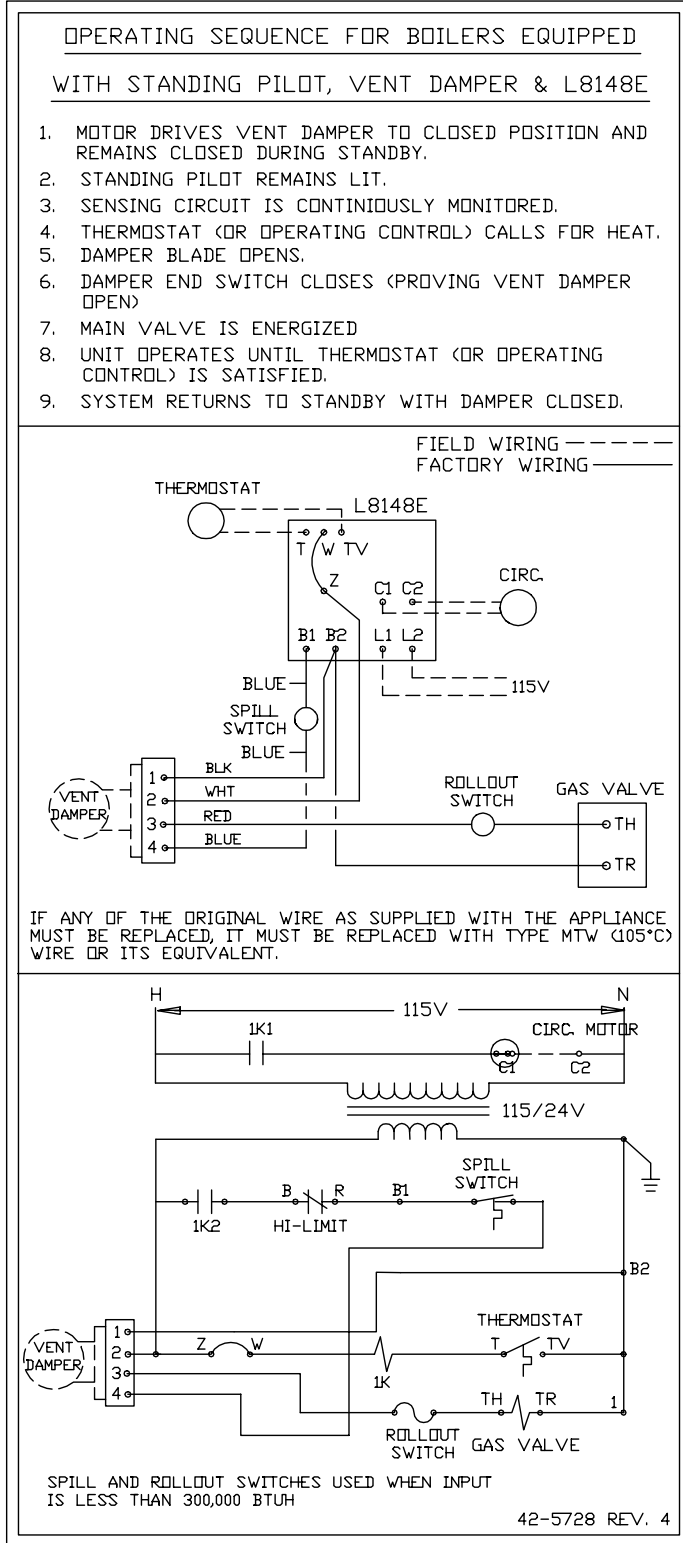 OPERATING SEQUENCE FOR BOILERS EQUIPPED
WITH STANDING PILOT, VENT DAMPER & L8148E
1. MOTOR DRIVES VENT DAMPER TO CLOSED POSITION AND
REMAINS CLOSED DURING STANDBY.
2. STANDING PILOT REMAINS LIT.
3. SENSING CIRCUIT IS CONTINIOUSLY MONITORED.
4. THERMOSTAT (OR OPERATING CONTROL) CALLS FOR HEAT.
5. DAMPER BLADE OPENS.
6. DAMPER END SWITCH CLOSES (PROVING VENT DAMPER
OPEN)
7. MAIN VALVE IS ENERGIZED
8. UNIT OPERATES UNTIL THERMOSTAT (OR OPERATING
CONTROL) IS SATISFIED.
9. SYSTEM RETURNS TO STANDBY WITH DAMPER CLOSED.
FIELD WIRING
FACTORY WIRING
THERMOSTAT
L8148E
T W TV
Z
C1 C2
CIRC.
B1 B2 L1 L2
BLUE
115V
SPILL
SWITCH
BLUE
VENT
DAMPER
1 BLK
2 WHT
3 RED
4 BLUE
ROLLOUT
SWITCH
GAS VALVE
TH
TR
IF ANY OF THE ORIGINAL WIRE AS SUPPLIED WITH THE APPLIANCE
MUST BE REPLACED, IT MUST BE REPLACED WITH TYPE MTW (105°C)
WIRE OR ITS EQUIVALENT.
H N
115V
1K1
CIRC. MOTOR
C1 C2
115/24V
SPILL
SWITCH
B R B1
1K2 HI-LIMIT
B2
VENT
DAMPER
1
2
3
4
Z W
1K
THERMOSTAT
T TV
TH TR 1
ROLLOUT
SWITCH
GAS VALVE
SPILL AND ROLLOUT SWITCHES USED WHEN INPUT
IS LESS THAN 300,000 BTUH
42-5728 REV. 4